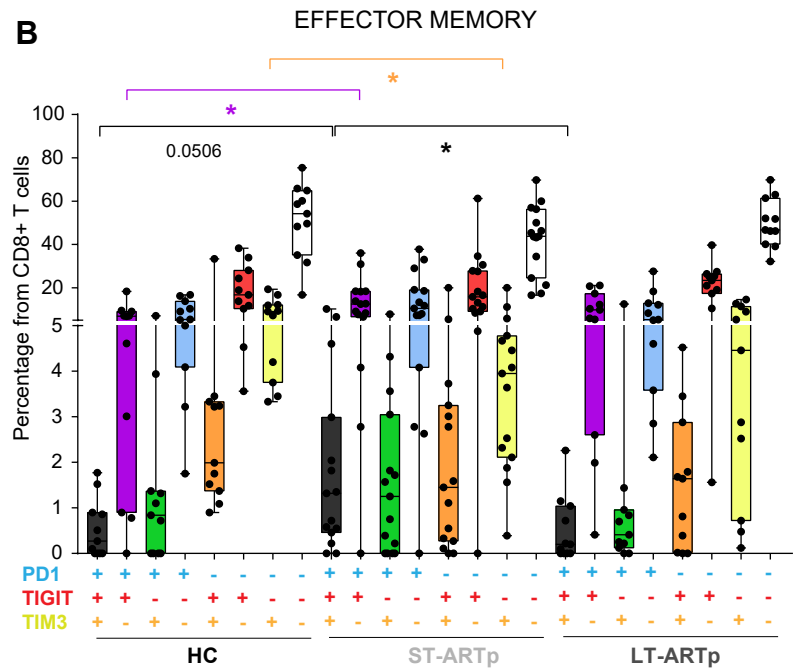 B
EFFECTOR MEMORY
*
*
0.0506
*
Percentage from CD8+ T cells
100
80
60
40
20
5
4
3
2
1
0
PD1 + + + + - - - - + + + + - - - - + + + + - - - -
TIGIT + + - - + + - - + + - - + + - - + + - - + + - -
TIM3 + - + - + - + - + - + - + - + - + - + - + - + -
HC ST-ARTp LT-ARTp